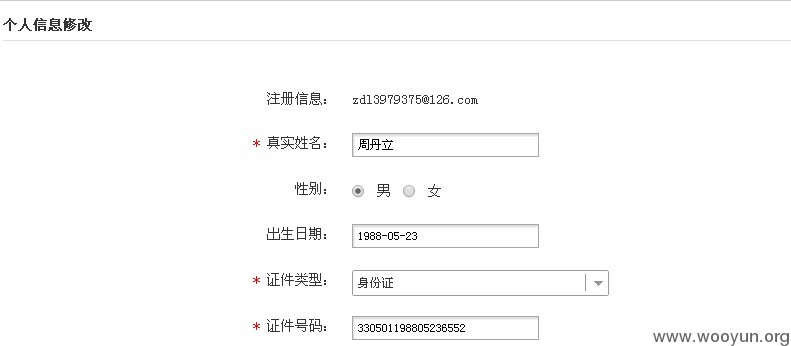 个人信息修改
注册信息： zdl3979375@126.com
* 真实姓名： 周丹立
性别： 男 女
出生日期： 1988-05-23
* 证件类型： 身份证
* 证件号码： 330501198805236552
www.wooyun.org